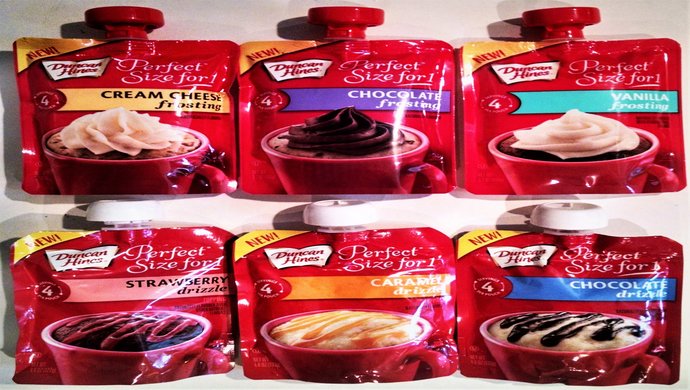 NEW!
Duncan
Hines
Perfect
Size for 1
CREAM CHEESE
frosting
4
NEW!
Duncan
Hines
Perfect
Size for 1
CHOCOLATE
frosting
4
NEW!
Duncan
Hines
Perfect
Size for 1
VANILLA
frosting
4
NEW!
Duncan
Hines
Perfect
Size for 1
STRAWBERRY
drizzle
4
NEW!
Duncan
Hines
Perfect
Size for 1
CARAMEL
drizzle
4
NEW!
Duncan
Hines
Perfect
Size for 1
CHOCOLATE
drizzle
4